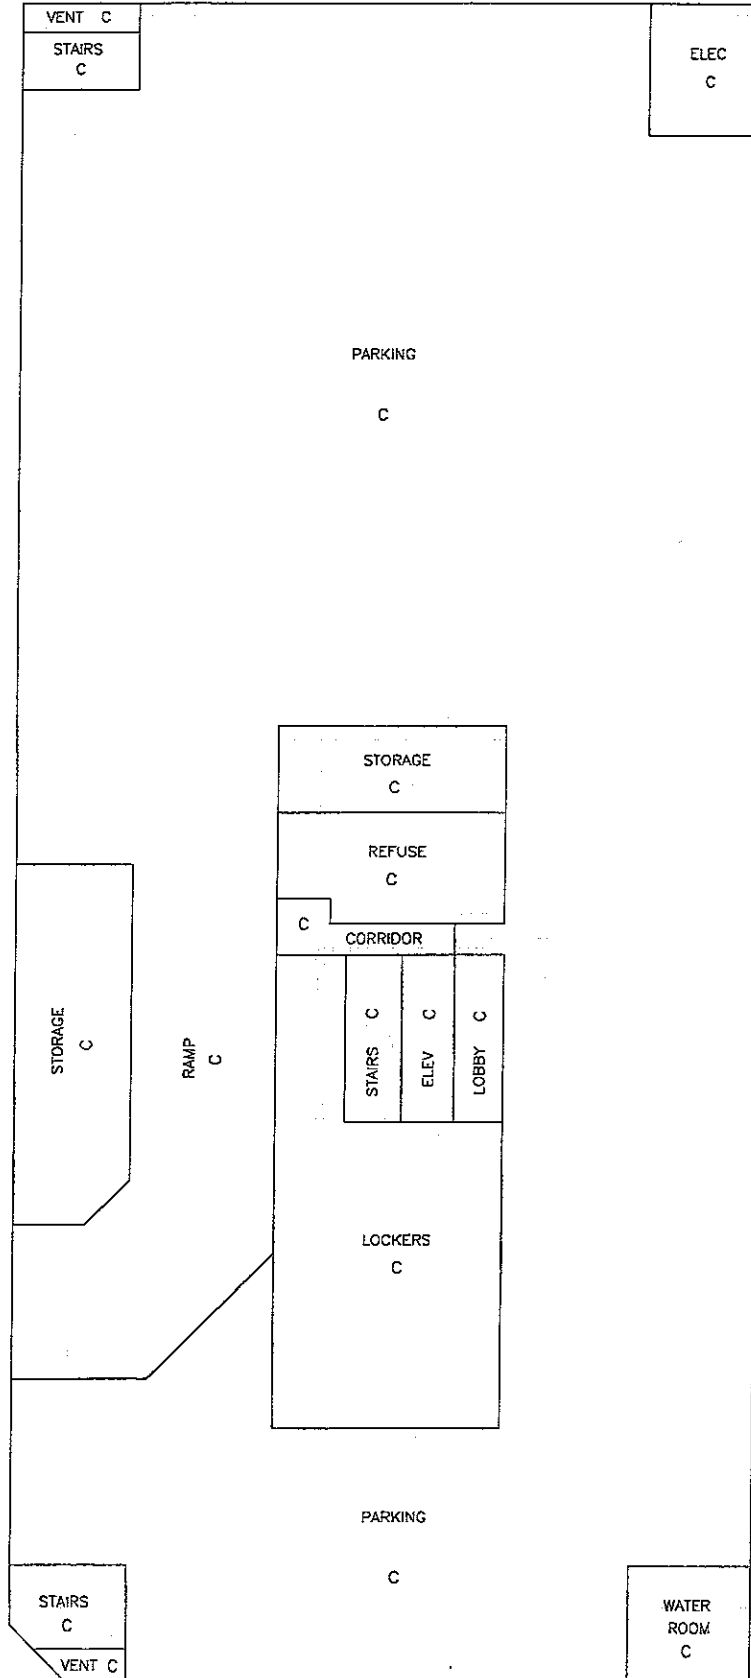 VENT C
STAIRS
C
ELEC
C
PARKING
C
STORAGE
C
REFUSE
C
C
CORRIDOR
STORAGE
C
RAMP
C
STAIRS C
ELEV C
LOBBY C
LOCKERS
C
PARKING
C
STAIRS
C
VENT C
WATER
ROOM
C